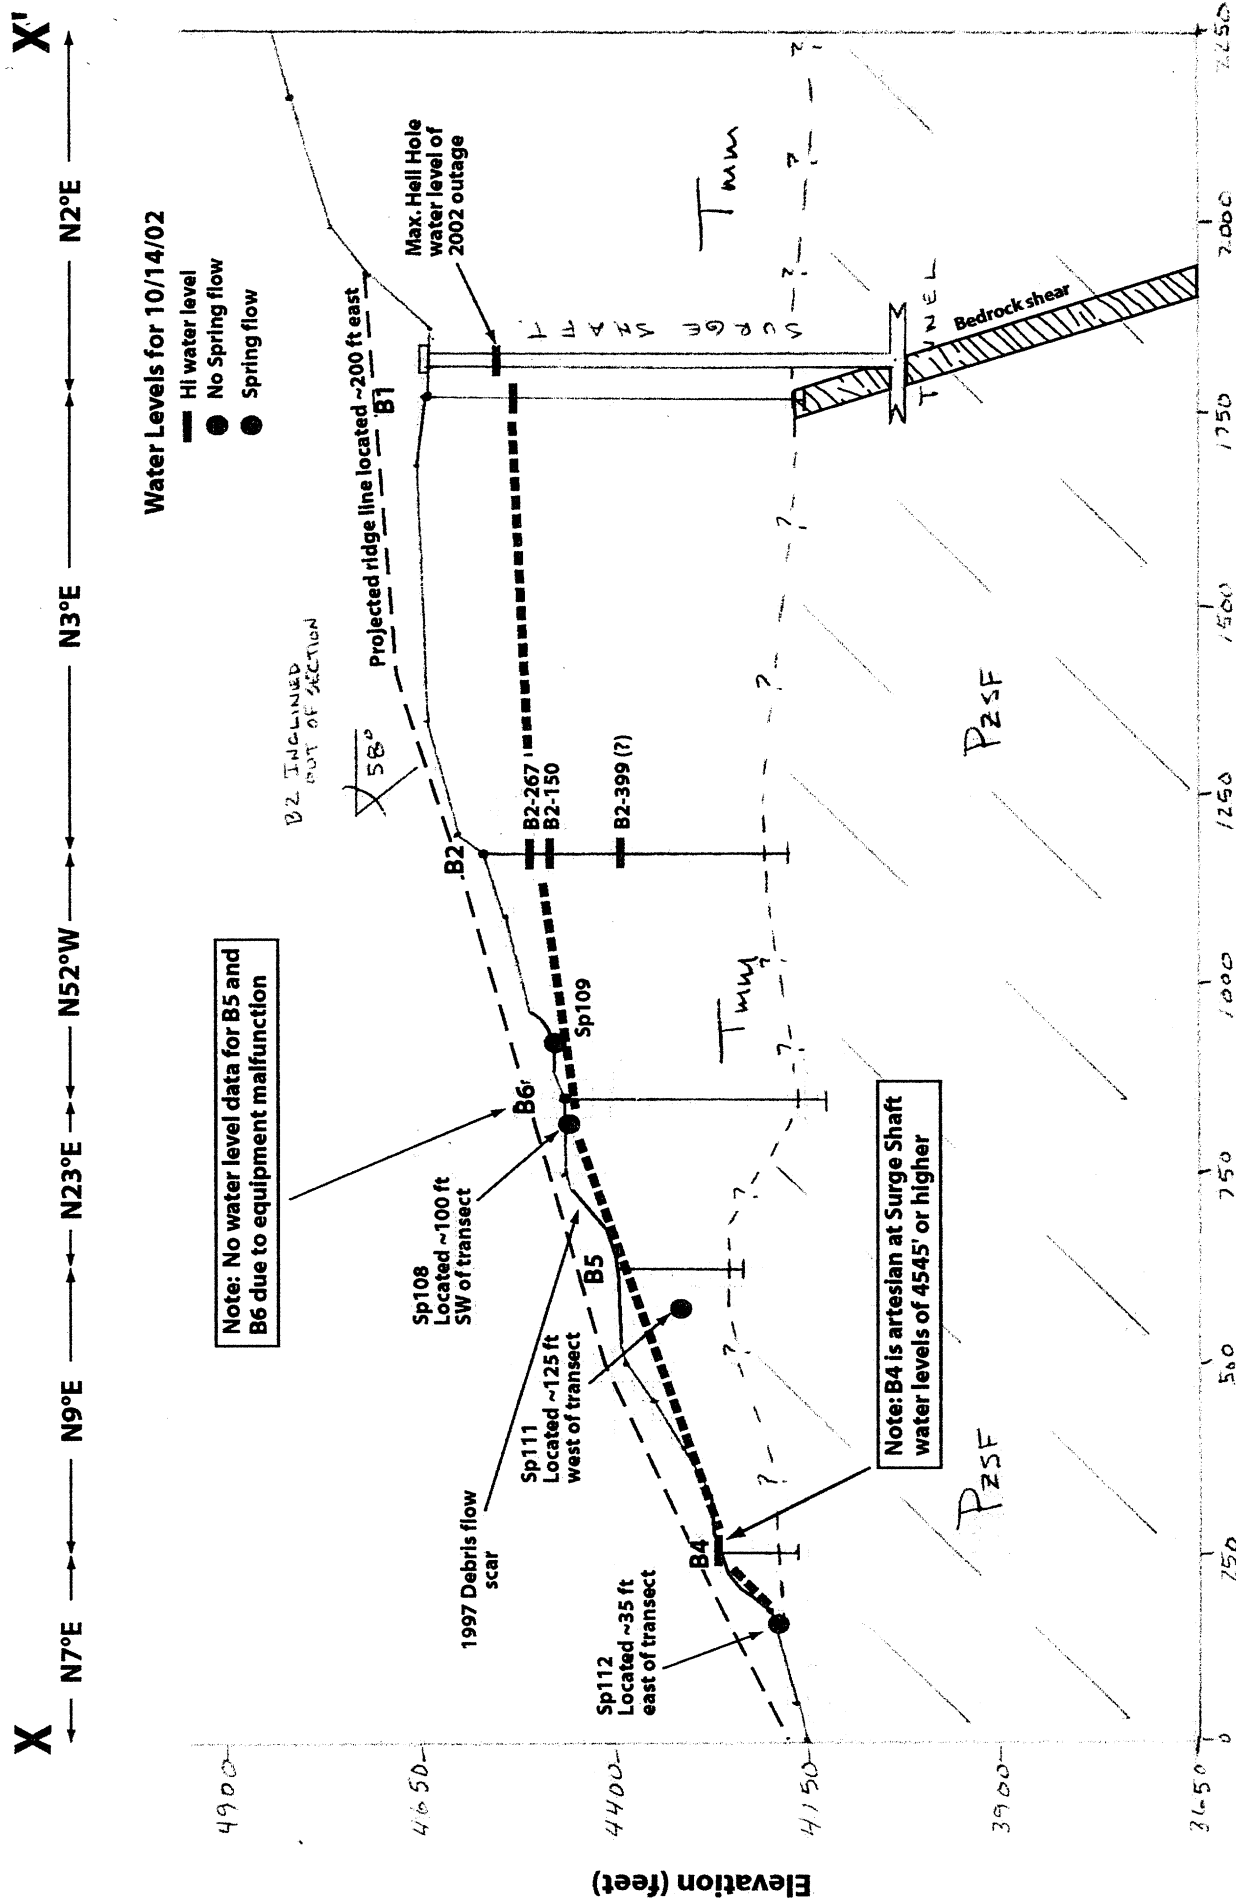 X
X'
N7°E
N9°E
N23°E
N52°W
N3°E
N2°E
Water Levels for 10/14/02
Hi water level
No Spring flow
Spring flow
Note: No water level data for B5 and
B6 due to equipment malfunction
B2 INCLINED
OUT OF SECTION
58°
Projected ridge line located ~200 ft east
Max. Hell Hole
water level of
2002 outage
B1
B2
B6
B5
B4
SURGE
SHAFT
TUNNEL
Bedrock shear
B2-267
B2-150
B2-399 (?)
Sp109
Sp108
Located ~100 ft
SW of transect
Sp111
Located ~125 ft
west of transect
1997 Debris flow
scar
Sp112
Located ~35 ft
east of transect
Note: B4 is artesian at Surge Shaft
water levels of 4545' or higher
Tmm
Tmm
PzSF
PzSF
? ? ? ? ? ? ? ? ? ? ? ?
Elevation (feet)
4900
4650
4400
4150
3900
3650
0
250
500
750
1000
1250
1500
1750
2000
2250